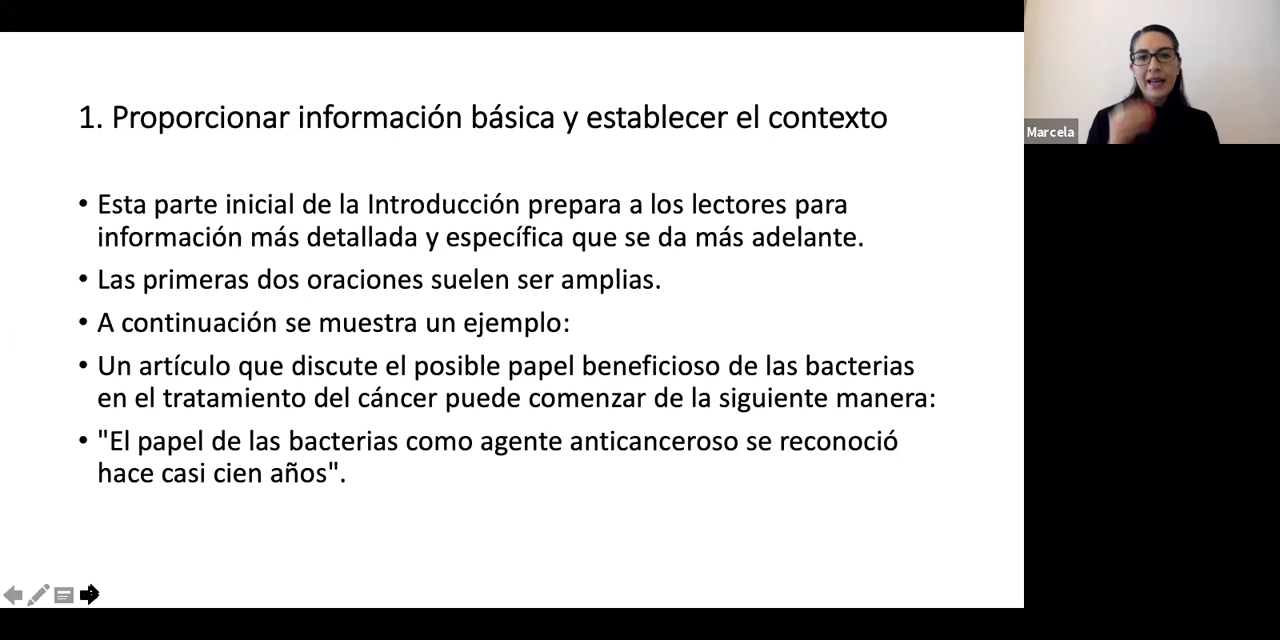 1. Proporcionar información básica y establecer el contexto
• Esta parte inicial de la Introducción prepara a los lectores para
información más detallada y específica que se da más adelante.
• Las primeras dos oraciones suelen ser amplias.
• A continuación se muestra un ejemplo:
• Un artículo que discute el posible papel beneficioso de las bacterias
en el tratamiento del cáncer puede comenzar de la siguiente manera:
• "El papel de las bacterias como agente anticanceroso se reconoció
hace casi cien años".
Marcela